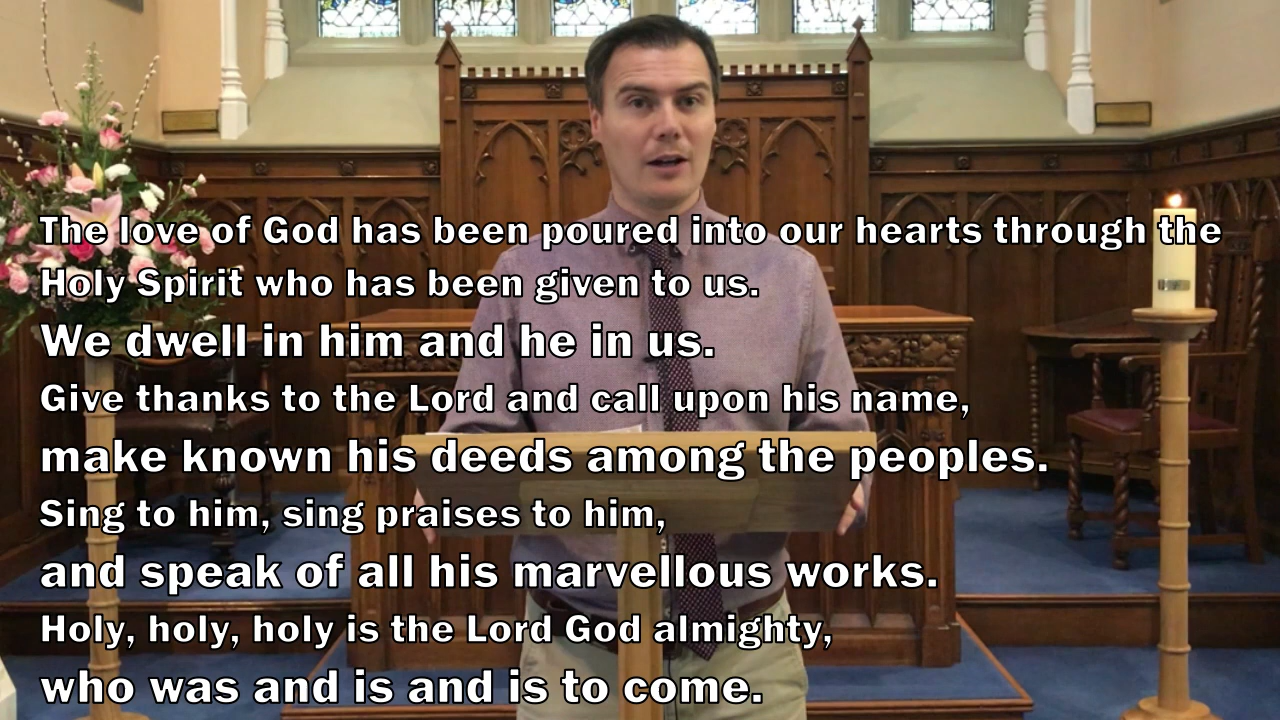 The love of God has been poured into our hearts through the
Holy Spirit who has been given to us.
We dwell in him and he in us.
Give thanks to the Lord and call upon his name,
make known his deeds among the peoples.
Sing to him, sing praises to him,
and speak of all his marvellous works.
Holy, holy, holy is the Lord God almighty,
who was and is and is to come.